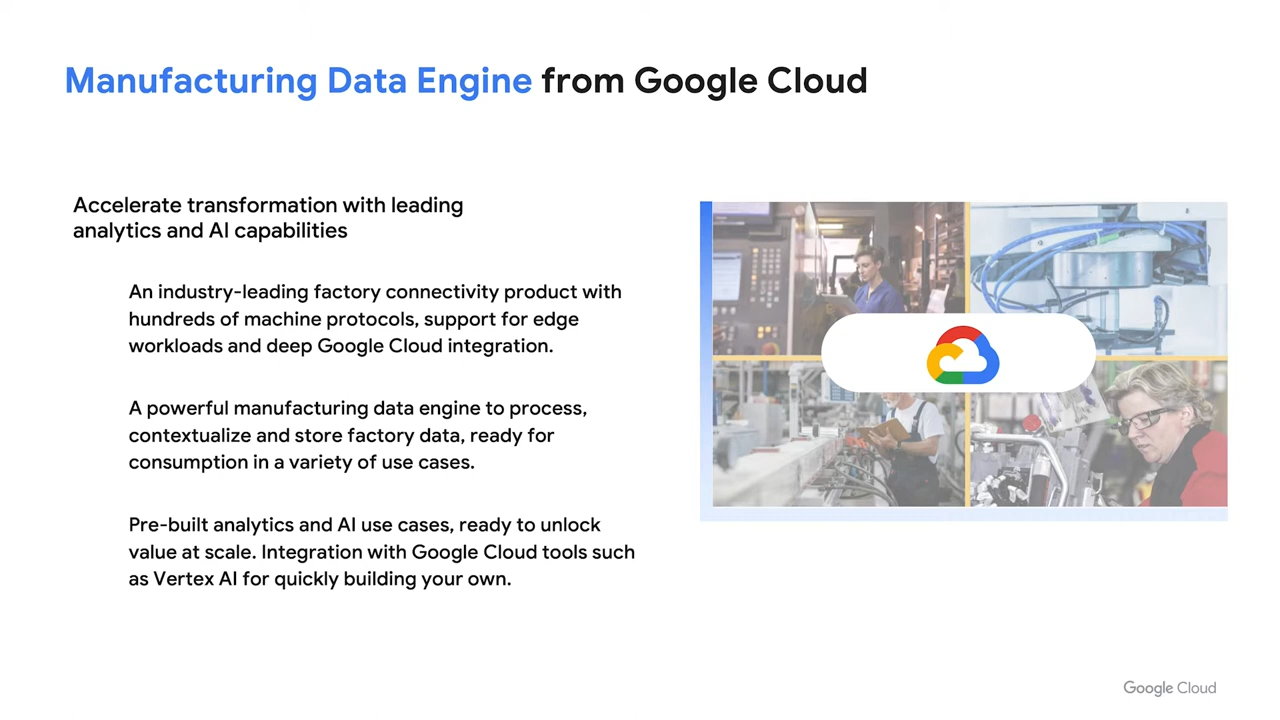 Manufacturing Data Engine from Google Cloud
Accelerate transformation with leading
analytics and AI capabilities
An industry-leading factory connectivity product with
hundreds of machine protocols, support for edge
workloads and deep Google Cloud integration.
A powerful manufacturing data engine to process,
contextualize and store factory data, ready for
consumption in a variety of use cases.
Pre-built analytics and AI use cases, ready to unlock
value at scale. Integration with Google Cloud tools such
as Vertex AI for quickly building your own.
Google Cloud